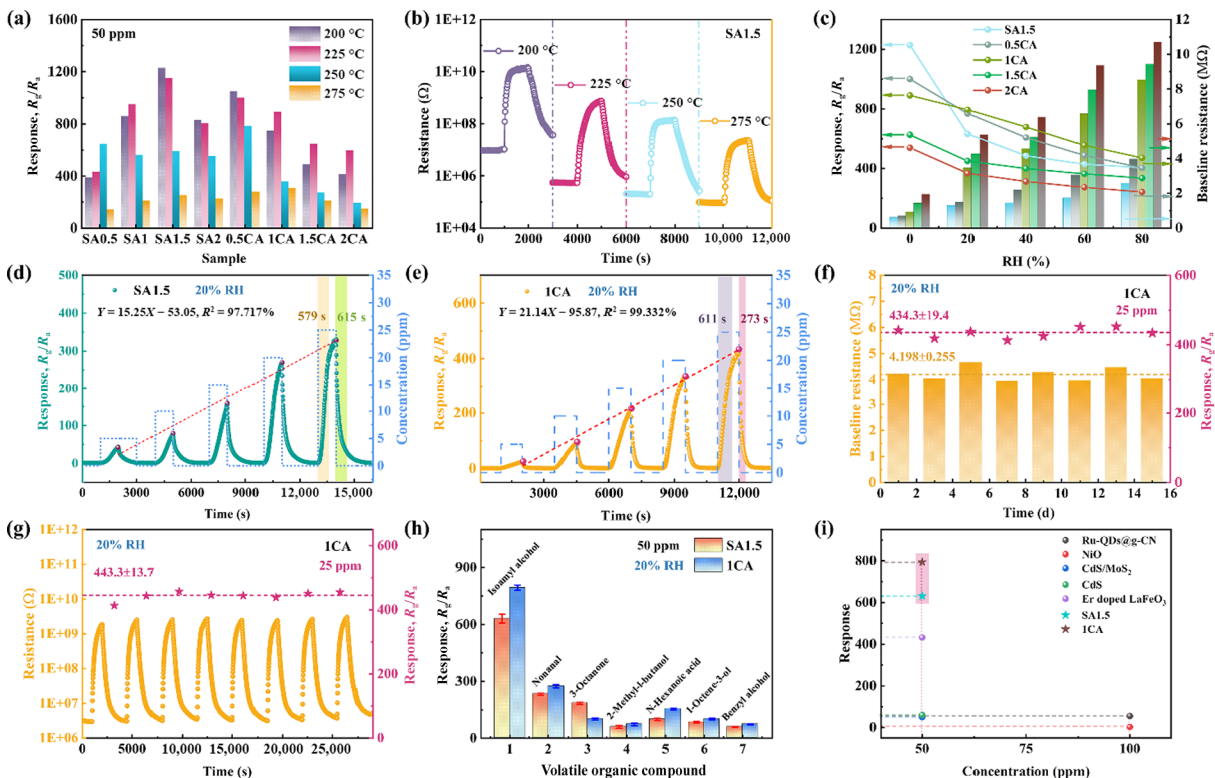 (a)
50 ppm
200 °C
225 °C
250 °C
275 °C
Response, Rg/Ra
1600
1200
800
400
0
SA0.5 SA1 SA1.5 SA2 0.5CA 1CA 1.5CA 2CA
Sample
(b)
SA1.5
200 °C
225 °C
250 °C
275 °C
Resistance (Ω)
1E+12
1E+10
1E+08
1E+06
1E+04
0 2000 4000 6000 8000 10,000 12,000
Time (s)
(c)
SA1.5
0.5CA
1CA
1.5CA
2CA
Response, Rg/Ra
1200
1000
800
600
400
200
0
Baseline resistance (MΩ)
12
10
8
6
4
2
0
0 20 40 60 80
RH (%)
(d)
SA1.5 20% RH
Y = 15.25X − 53.05, R² = 97.717%
579 s
615 s
Response, Rg/Ra
500
400
300
200
100
0
Concentration (ppm)
35
30
25
20
15
10
5
0
0 2000 4000 6000 8000 10,000 14,000
Time (s)
(e)
1CA 20% RH
Y = 21.14X − 95.87, R² = 99.332%
611 s
273 s
Response, Rg/Ra
600
400
200
0
Concentration (ppm)
35
30
25
20
15
10
5
0
0 3000 6000 9000 12,000
Time (s)
(f)
20% RH
1CA
434.3±19.4
25 ppm
4.198±0.255
Baseline resistance (MΩ)
8
7
6
5
4
3
2
1
0
Response, Rg/Ra
600
400
200
0
0 2 4 6 8 10 12 14 16
Time (d)
(g)
20% RH
1CA
443.3±13.7
25 ppm
Resistance (Ω)
1E+12
1E+11
1E+10
1E+09
1E+08
1E+07
1E+06
Response, Rg/Ra
600
400
200
0
0 5000 10,000 15,000 20,000 25,000
Time (s)
(h)
50 ppm
20% RH
SA1.5
1CA
Isoamyl alcohol
Nonanal
3-Octanone
2-Methyl-1-butanol
N-Hexanoic acid
1-Octene-3-ol
Benzyl alcohol
Response, Rg/Ra
900
600
300
0
1 2 3 4 5 6 7
Volatile organic compound
(i)
Ru-QDs@g-CN
NiO
CdS/MoS₂
CdS
Er doped LaFeO₃
SA1.5
1CA
Response
800
600
400
200
0
50 75 100
Concentration (ppm)